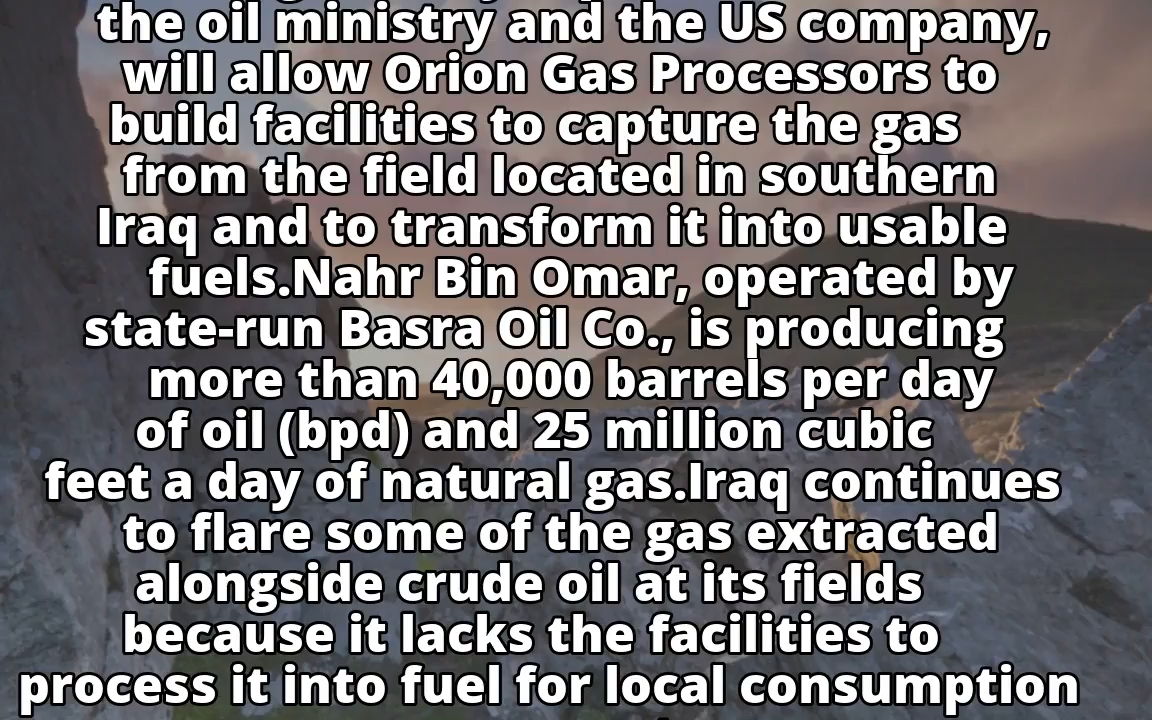 the oil ministry and the US company,
will allow Orion Gas Processors to
build facilities to capture the gas
from the field located in southern
Iraq and to transform it into usable
fuels.Nahr Bin Omar, operated by
state-run Basra Oil Co., is producing
more than 40,000 barrels per day
of oil (bpd) and 25 million cubic
feet a day of natural gas.Iraq continues
to flare some of the gas extracted
alongside crude oil at its fields
because it lacks the facilities to
process it into fuel for local consumption